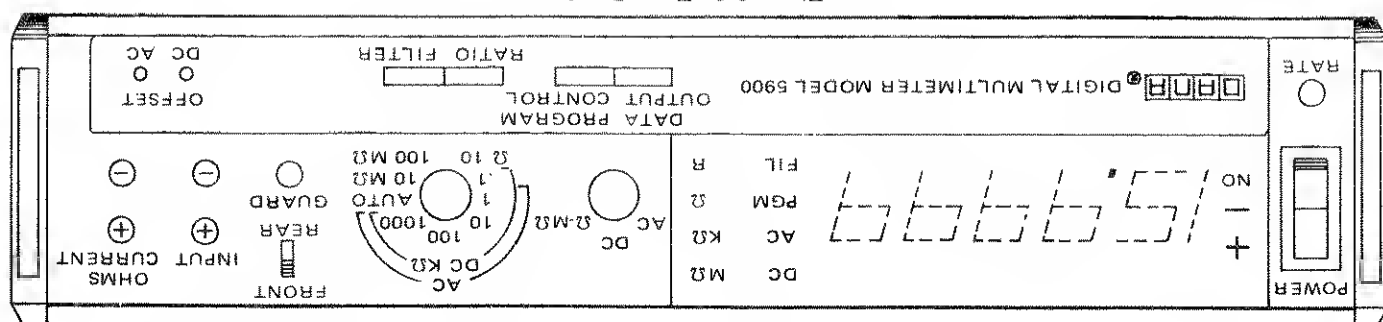 POWER
RATE
+
−
ON
DC MΩ
AC KΩ
PGM Ω
FIL R
DANA® DIGITAL MULTIMETER MODEL 5900
AC
DC
Ω-MΩ
AC
DC KΩ
10 100 1000
1 AUTO
.1 10 MΩ
Ω 10 100 MΩ
FRONT
REAR
GUARD
INPUT
OHMS CURRENT
+ +
− −
DATA PROGRAM
OUTPUT CONTROL
RATIO FILTER
OFFSET
DC AC